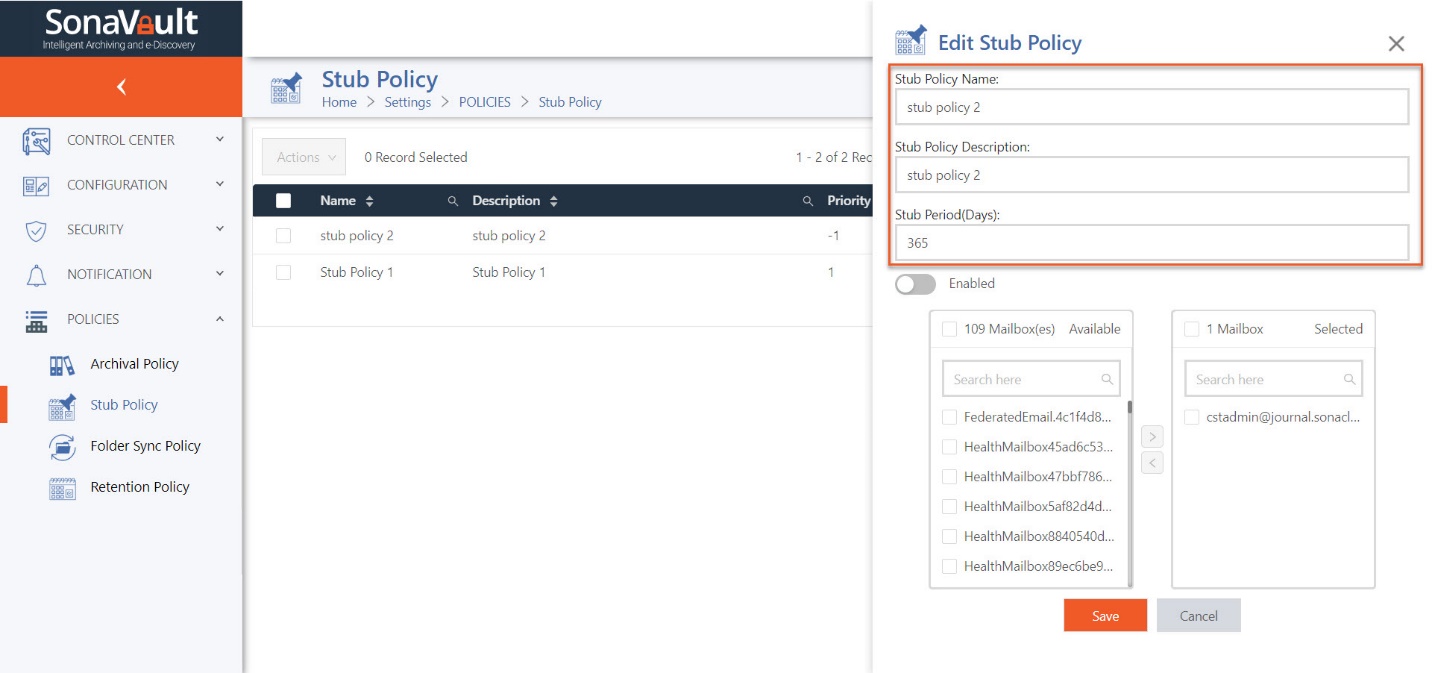 SonaVault
Intelligent Archiving and e-Discovery
CONTROL CENTER
CONFIGURATION
SECURITY
NOTIFICATION
POLICIES
Archival Policy
Stub Policy
Folder Sync Policy
Retention Policy
Stub Policy
Home > Settings > POLICIES > Stub Policy
Actions 0 Record Selected 1 - 2 of 2 Rec
Name Description Priority
stub policy 2 stub policy 2 -1
Stub Policy 1 Stub Policy 1 1
Edit Stub Policy
Stub Policy Name:
stub policy 2
Stub Policy Description:
stub policy 2
Stub Period(Days):
365
Enabled
109 Mailbox(es) Available
Search here
FederatedEmail.4c1f4d8...
HealthMailbox45ad6c53...
HealthMailbox47bbf786...
HealthMailbox5af82d4d...
HealthMailbox8840540d...
HealthMailbox89ec6be9...
1 Mailbox Selected
Search here
cstadmin@journal.sonacl...
Save Cancel